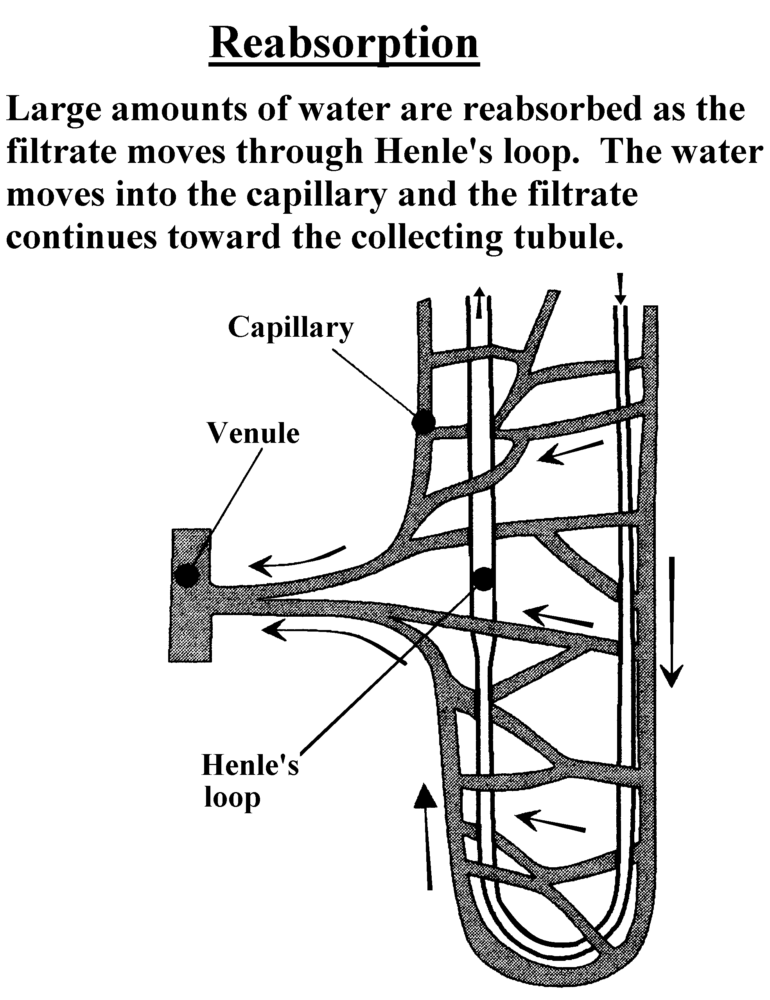 Reabsorption
Large amounts of water are reabsorbed as the
filtrate moves through Henle's loop.  The water
moves into the capillary and the filtrate
continues toward the collecting tubule.
Capillary
Venule
Henle's
loop